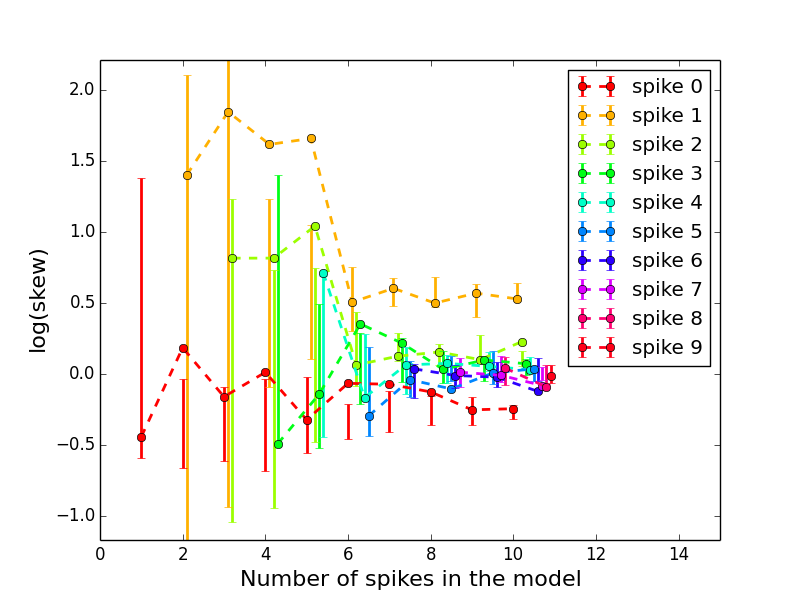 2.0
1.5
1.0
0.5
0.0
−0.5
−1.0
log(skew)
0 2 4 6 8 10 12 14
Number of spikes in the model
spike 0
spike 1
spike 2
spike 3
spike 4
spike 5
spike 6
spike 7
spike 8
spike 9